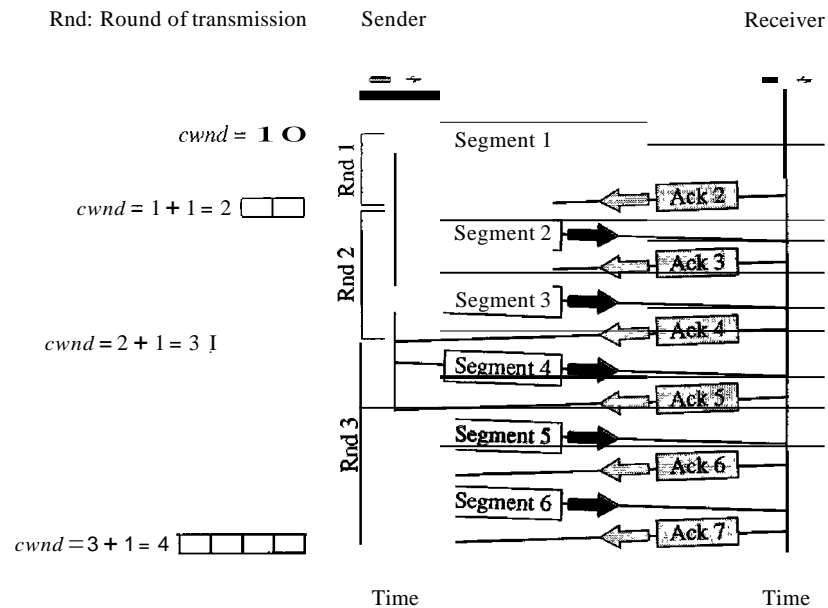 Rnd: Round of transmission Sender Receiver
cwnd = 1 0
Rnd 1
Segment 1
Ack 2
cwnd = 1 + 1 = 2
Rnd 2
Segment 2
Ack 3
Segment 3
Ack 4
cwnd = 2 + 1 = 3 I
Rnd 3
Segment 4
Ack 5
Segment 5
Ack 6
Segment 6
Ack 7
cwnd = 3 + 1 = 4
Time Time